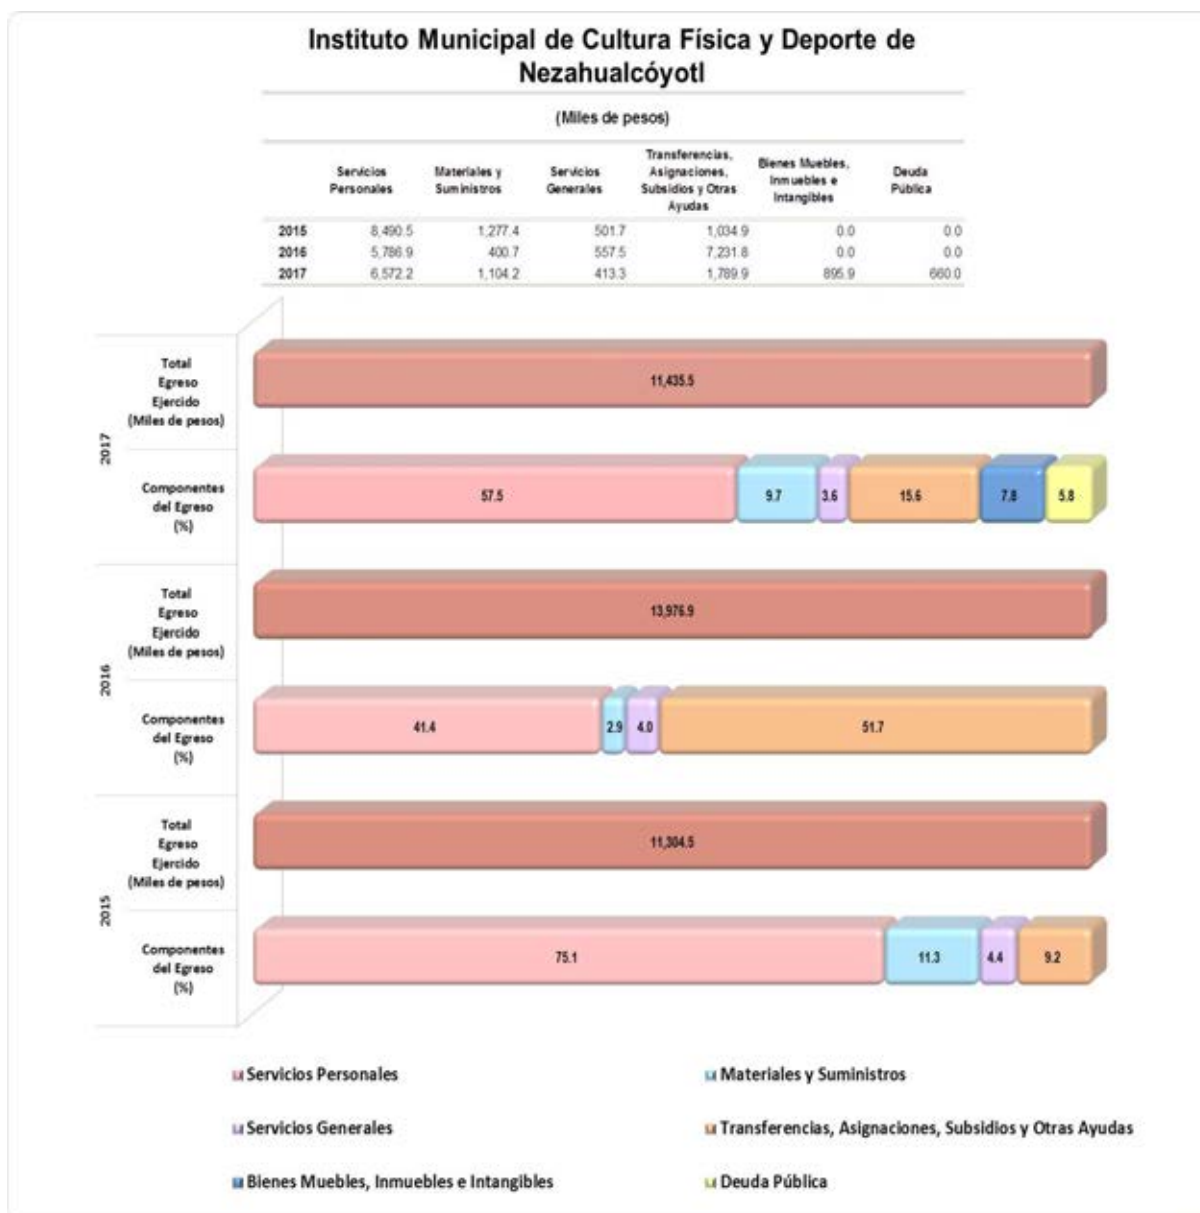 Instituto Municipal de Cultura Física y Deporte de
Nezahualcóyotl
(Miles de pesos)
Servicios Personales Materiales y Suministros Servicios Generales Transferencias, Asignaciones, Subsidios y Otras Ayudas Bienes Muebles, Inmuebles e Intangibles Deuda Pública
2015 8,490.5 1,277.4 501.7 1,034.9 0.0 0.0
2016 5,786.9 400.7 557.5 7,231.8 0.0 0.0
2017 6,572.2 1,104.2 413.3 1,789.9 895.9 660.0
2017
Total
Egreso
Ejercido
(Miles de pesos)
11,435.5
Componentes
del Egreso
(%)
57.5 9.7 3.6 15.6 7.8 5.8
2016
Total
Egreso
Ejercido
(Miles de pesos)
13,976.9
Componentes
del Egreso
(%)
41.4 2.9 4.0 51.7
2015
Total
Egreso
Ejercido
(Miles de pesos)
11,304.5
Componentes
del Egreso
(%)
75.1 11.3 4.4 9.2
Servicios Personales Materiales y Suministros
Servicios Generales Transferencias, Asignaciones, Subsidios y Otras Ayudas
Bienes Muebles, Inmuebles e Intangibles Deuda Pública